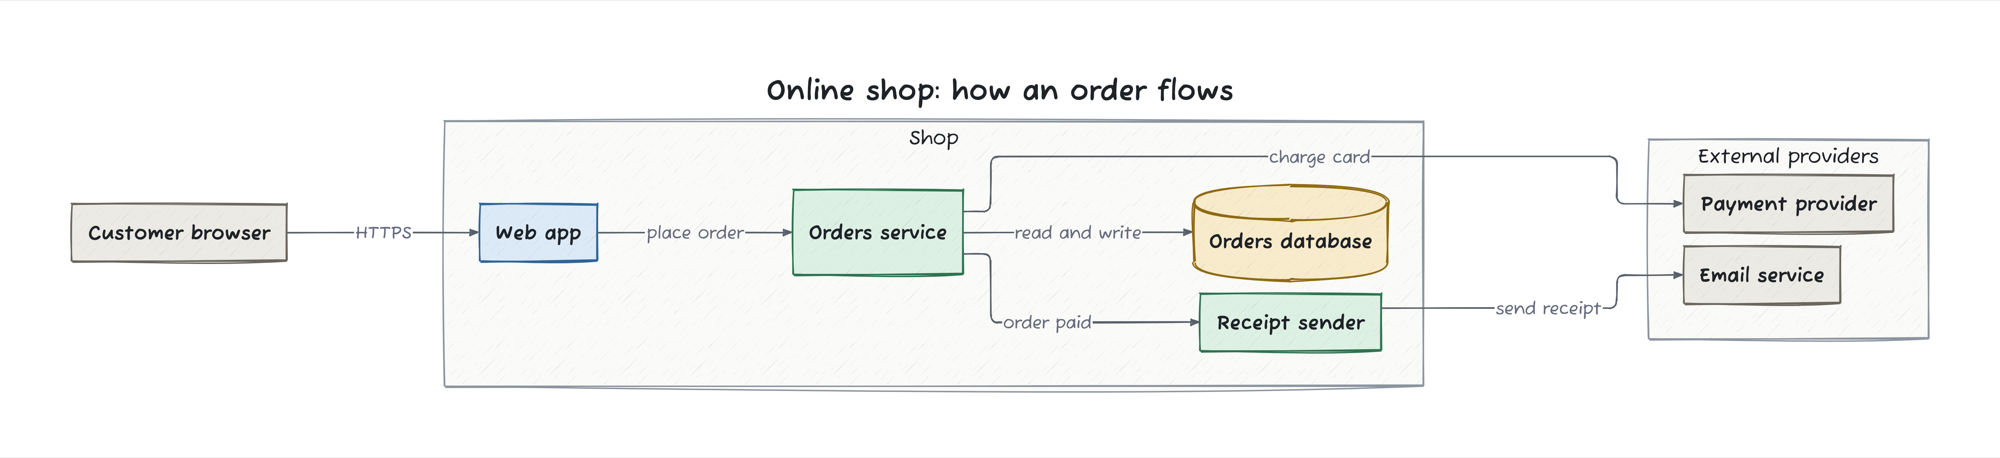 Online shop: how an order flows
Shop
External providers
Customer browser
HTTPS
Web app
place order
Orders service
charge card
read and write
order paid
Orders database
Receipt sender
send receipt
Payment provider
Email service